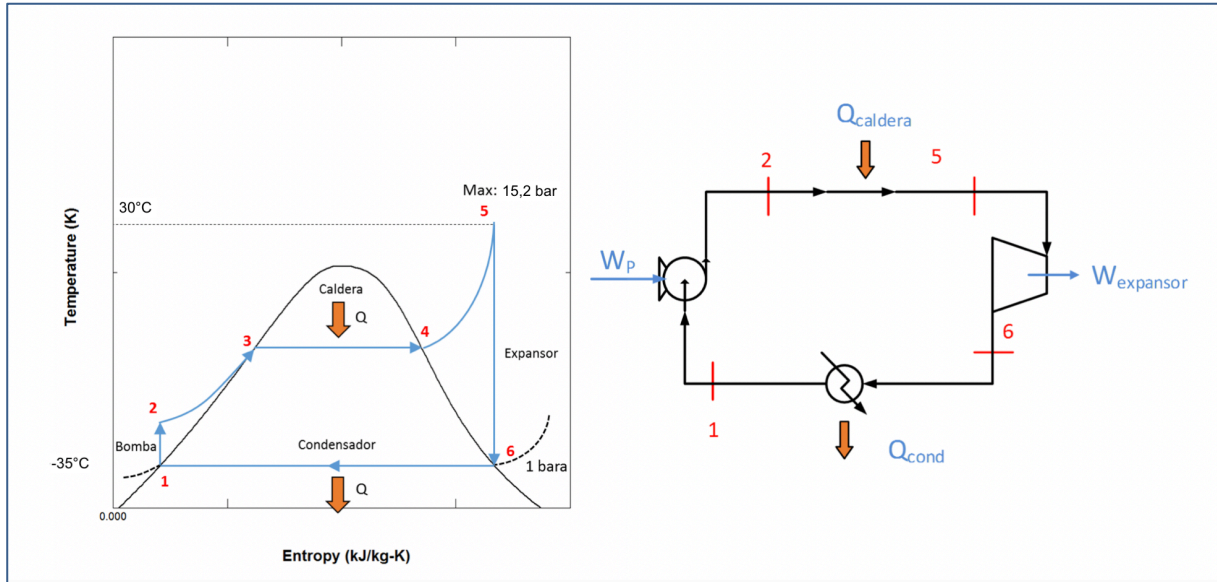 Max: 15,2 bar
30°C
5
Temperature (K)
Caldera
Q
3
4
Expansor
2
Bomba
Condensador
6
-35°C
1 bara
1
Q
0.000
Entropy (kJ/kg-K)
Qcaldera
2
5
WP
Wexpansor
6
1
Qcond